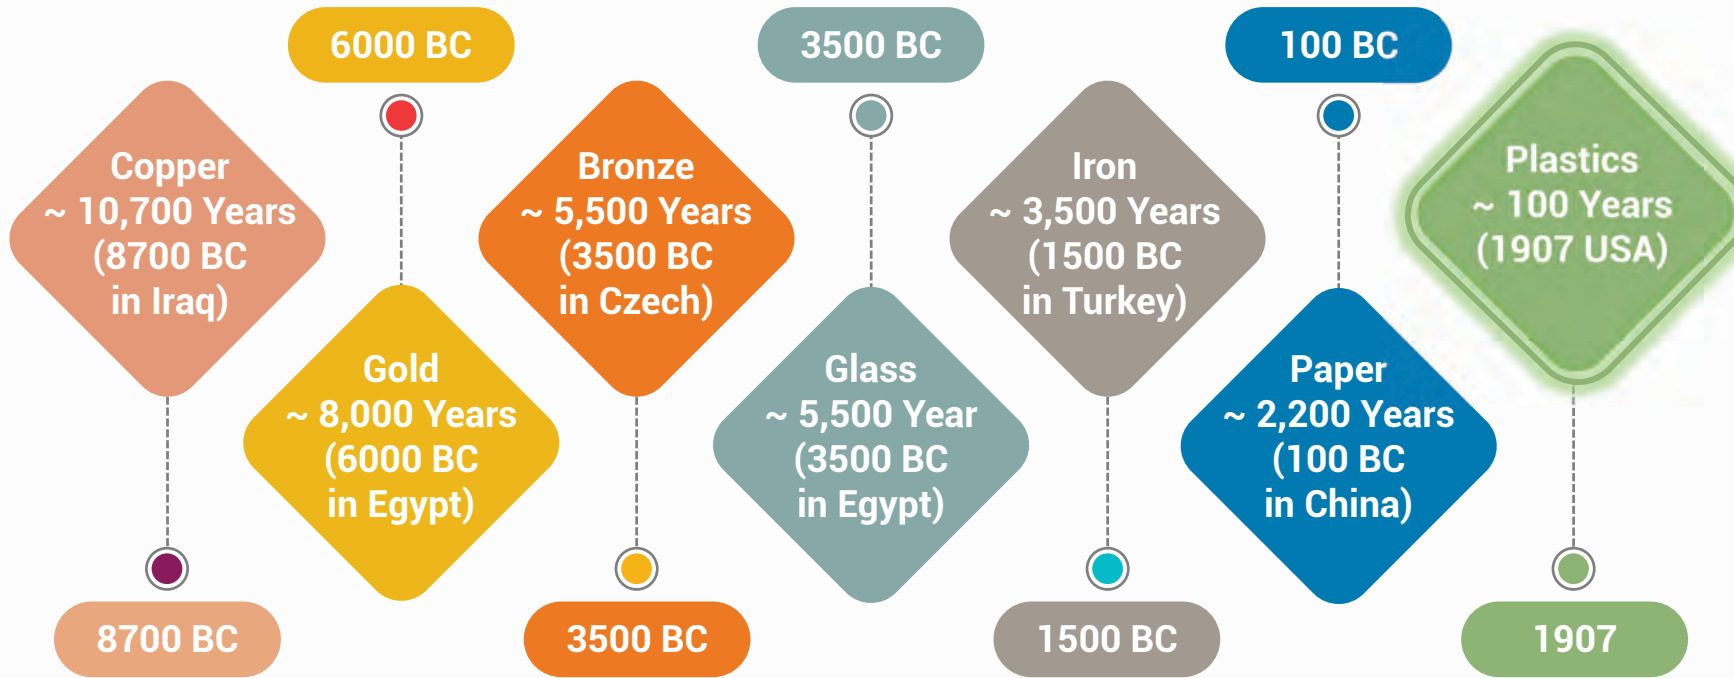 6000 BC
3500 BC
100 BC
Copper
~ 10,700 Years
(8700 BC
in Iraq)
Bronze
~ 5,500 Years
(3500 BC
in Czech)
Iron
~ 3,500 Years
(1500 BC
in Turkey)
Plastics
~ 100 Years
(1907 USA)
Gold
~ 8,000 Years
(6000 BC
in Egypt)
Glass
~ 5,500 Year
(3500 BC
in Egypt)
Paper
~ 2,200 Years
(100 BC
in China)
8700 BC
3500 BC
1500 BC
1907